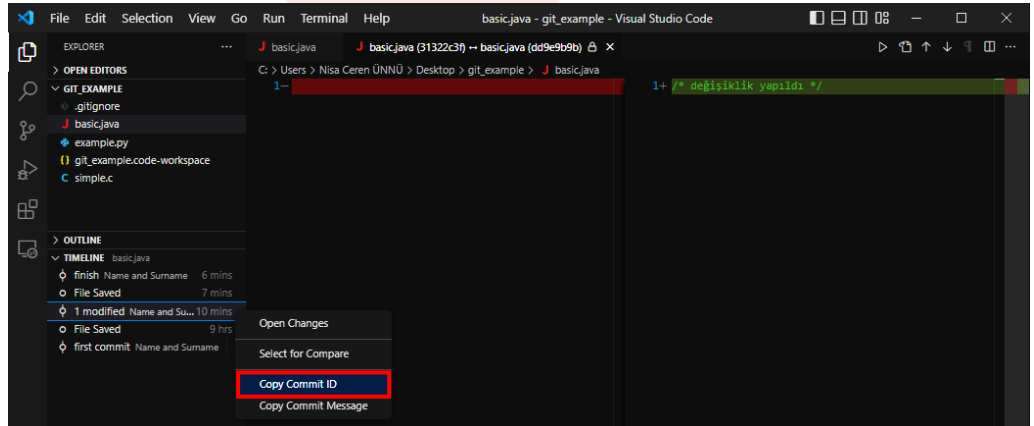 File Edit Selection View Go Run Terminal Help basic.java - git_example - Visual Studio Code
EXPLORER
basic.java
basic.java (31322c3f) ↔ basic.java (dd9e9b9b)
OPEN EDITORS
C: > Users > Nisa Ceren ÜNNÜ > Desktop > git_example > J basic.java
GIT_EXAMPLE
.gitignore
J basic.java
example.py
{} git_example.code-workspace
C simple.c
1-
1+ /* değişiklik yapıldı */
OUTLINE
TIMELINE basic.java
finish Name and Surname 6 mins
File Saved 7 mins
1 modified Name and Su... 10 mins
File Saved 9 hrs
first commit Name and Surname
Open Changes
Select for Compare
Copy Commit ID
Copy Commit Message